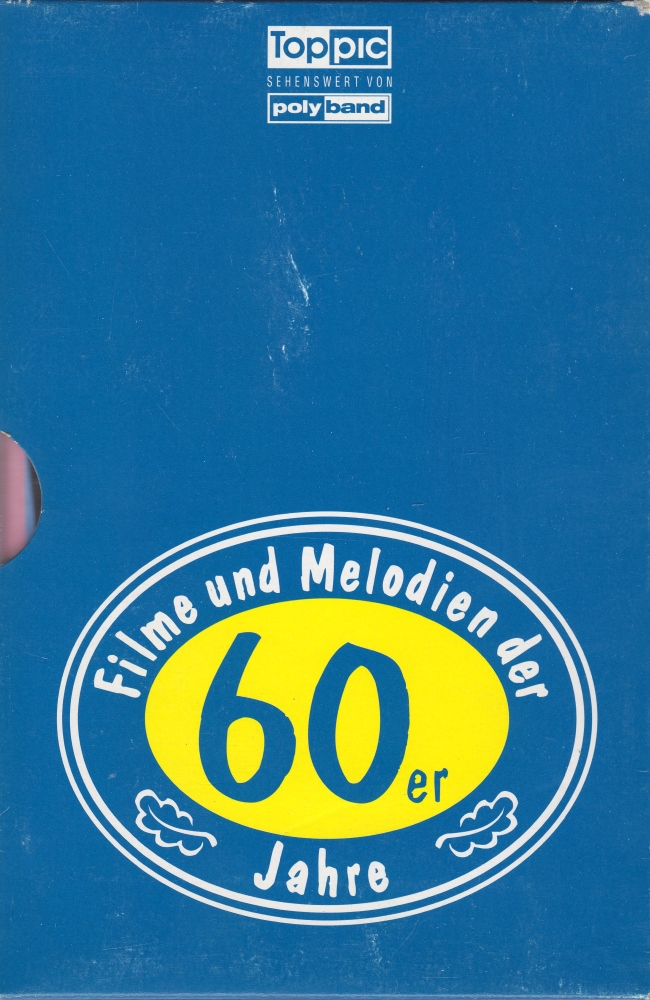 Toppic
SEHENSWERT VON
polyband
Filme und Melodien der
60er
Jahre